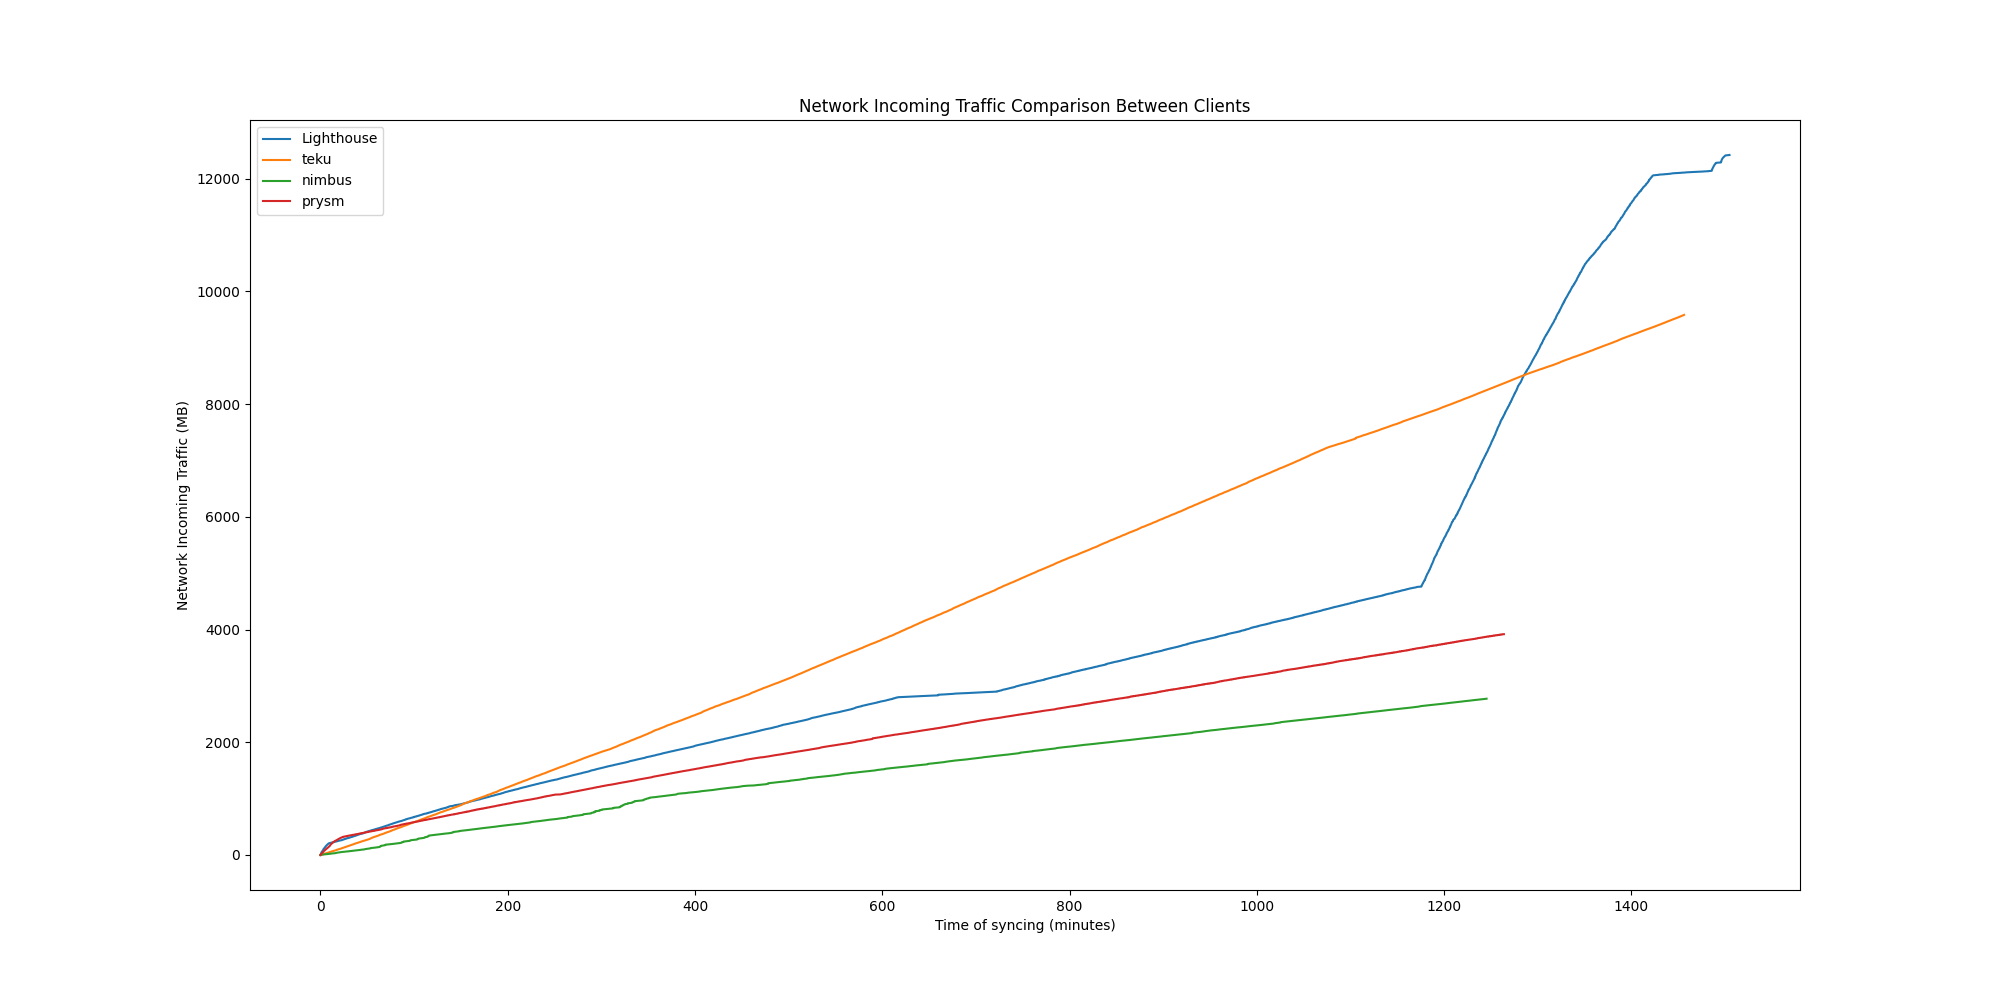 Network Incoming Traffic Comparison Between Clients
Lighthouse
teku
nimbus
prysm
12000
10000
8000
6000
4000
2000
0
Network Incoming Traffic (MB)
0 200 400 600 800 1000 1200 1400
Time of syncing (minutes)